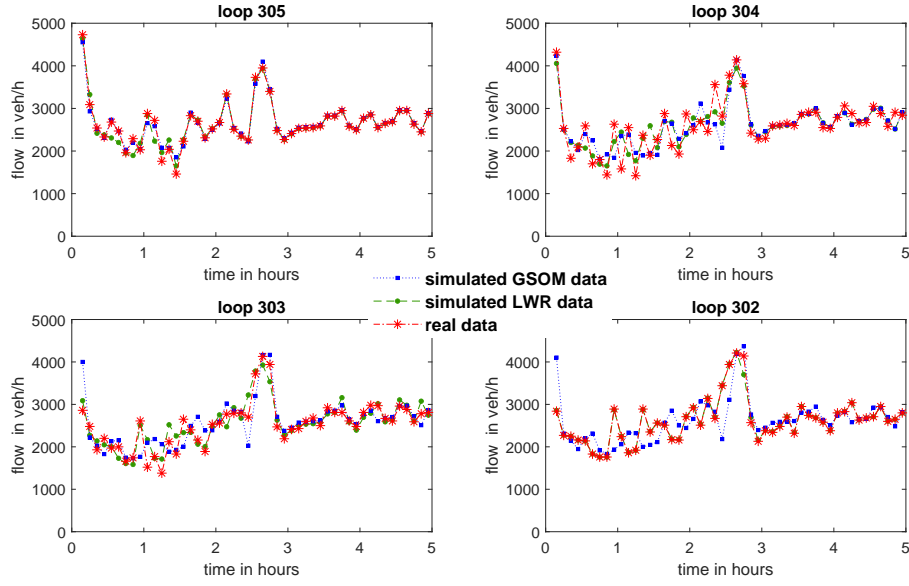 loop 305
5000
4000
3000
2000
1000
0
flow in veh/h
0 1 2 3 4 5
time in hours
loop 304
5000
4000
3000
2000
1000
0
flow in veh/h
0 1 2 3 4 5
time in hours
simulated GSOM data
simulated LWR data
real data
loop 303
5000
4000
3000
2000
1000
0
flow in veh/h
0 1 2 3 4 5
time in hours
loop 302
5000
4000
3000
2000
1000
0
flow in veh/h
0 1 2 3 4 5
time in hours